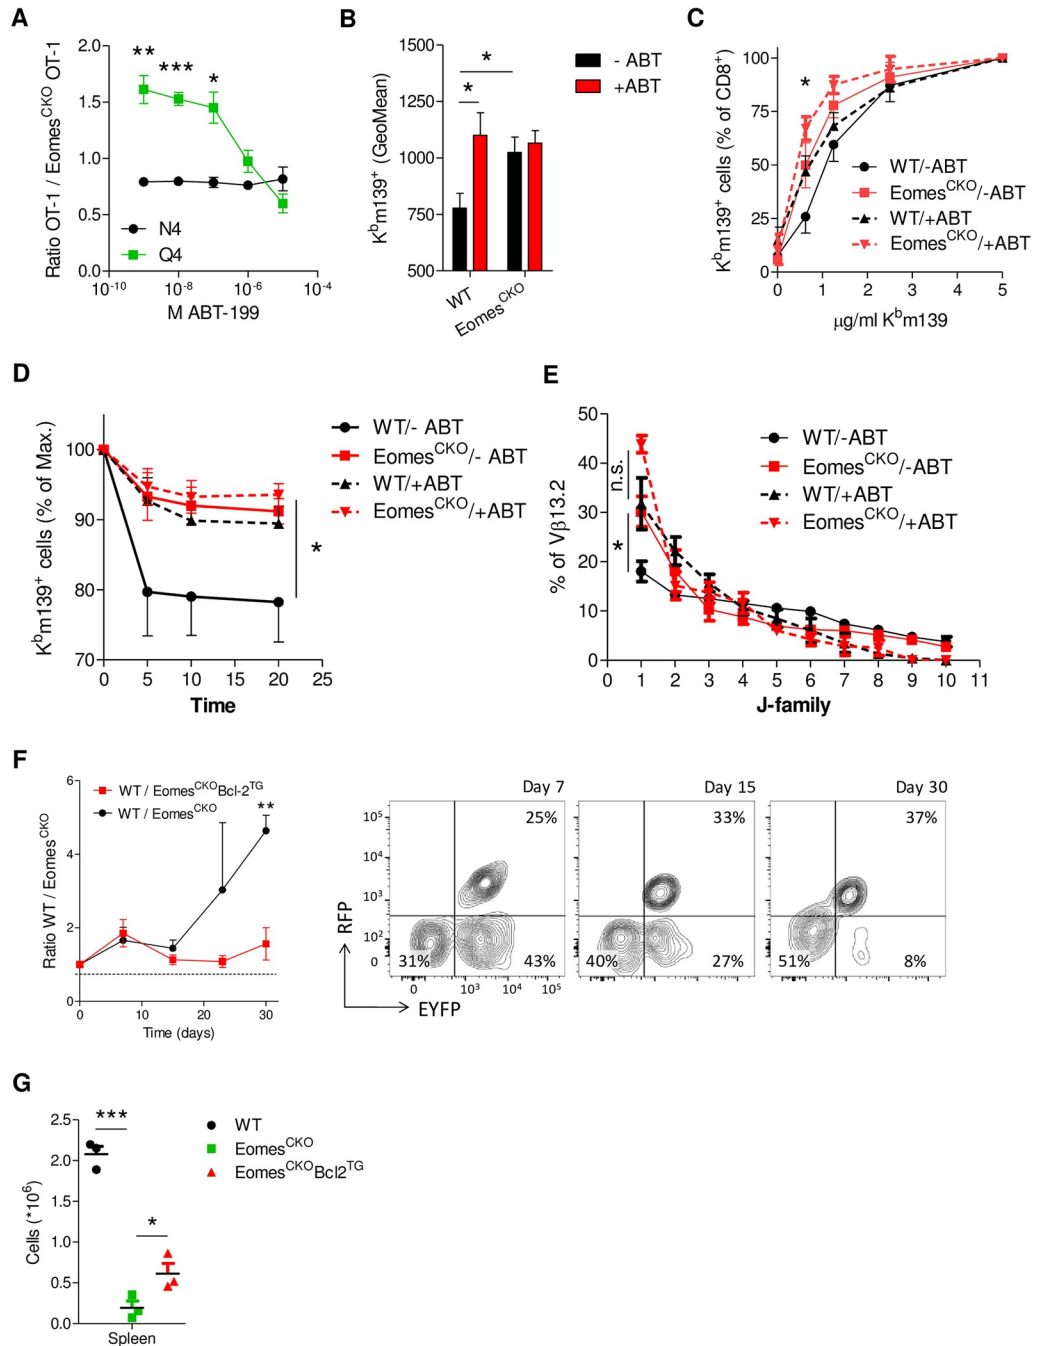 A
Ratio OT-1 / Eomes^CKO OT-1
2.0
1.5
1.0
0.5
0.0
**
***
*
N4
Q4
10^-10
10^-8
10^-6
10^-4
M ABT-199
B
K^bm139^+ (GeoMean)
1500
1250
1000
750
500
*
*
- ABT
+ABT
WT
Eomes^CKO
C
K^bm139^+ cells (% of CD8^+)
100
75
50
25
0
*
WT/-ABT
Eomes^CKO/-ABT
WT/+ABT
Eomes^CKO/+ABT
0 1 2 3 4 5
µg/ml K^bm139
D
K^bm139^+ cells (% of Max.)
100
90
80
70
*
WT/- ABT
Eomes^CKO/- ABT
WT/+ABT
Eomes^CKO/+ABT
0 5 10 15 20 25
Time
E
% of Vβ13.2
50
40
30
20
10
0
n.s.
*
WT/-ABT
Eomes^CKO/-ABT
WT/+ABT
Eomes^CKO/+ABT
0 1 2 3 4 5 6 7 8 9 10 11
J-family
F
Ratio WT / Eomes^CKO
6
4
2
0
WT / Eomes^CKOBcl-2^TG
WT / Eomes^CKO
**
0 10 20 30
Time (days)
Day 7
25%
31%
43%
Day 15
33%
40%
27%
Day 30
37%
51%
8%
10^5
10^4
10^3
10^2
0
RFP
0 10^3 10^4 10^5
EYFP
G
Cells (*10^6)
2.5
2.0
1.5
1.0
0.5
0.0
***
*
WT
Eomes^CKO
Eomes^CKOBcl2^TG
Spleen